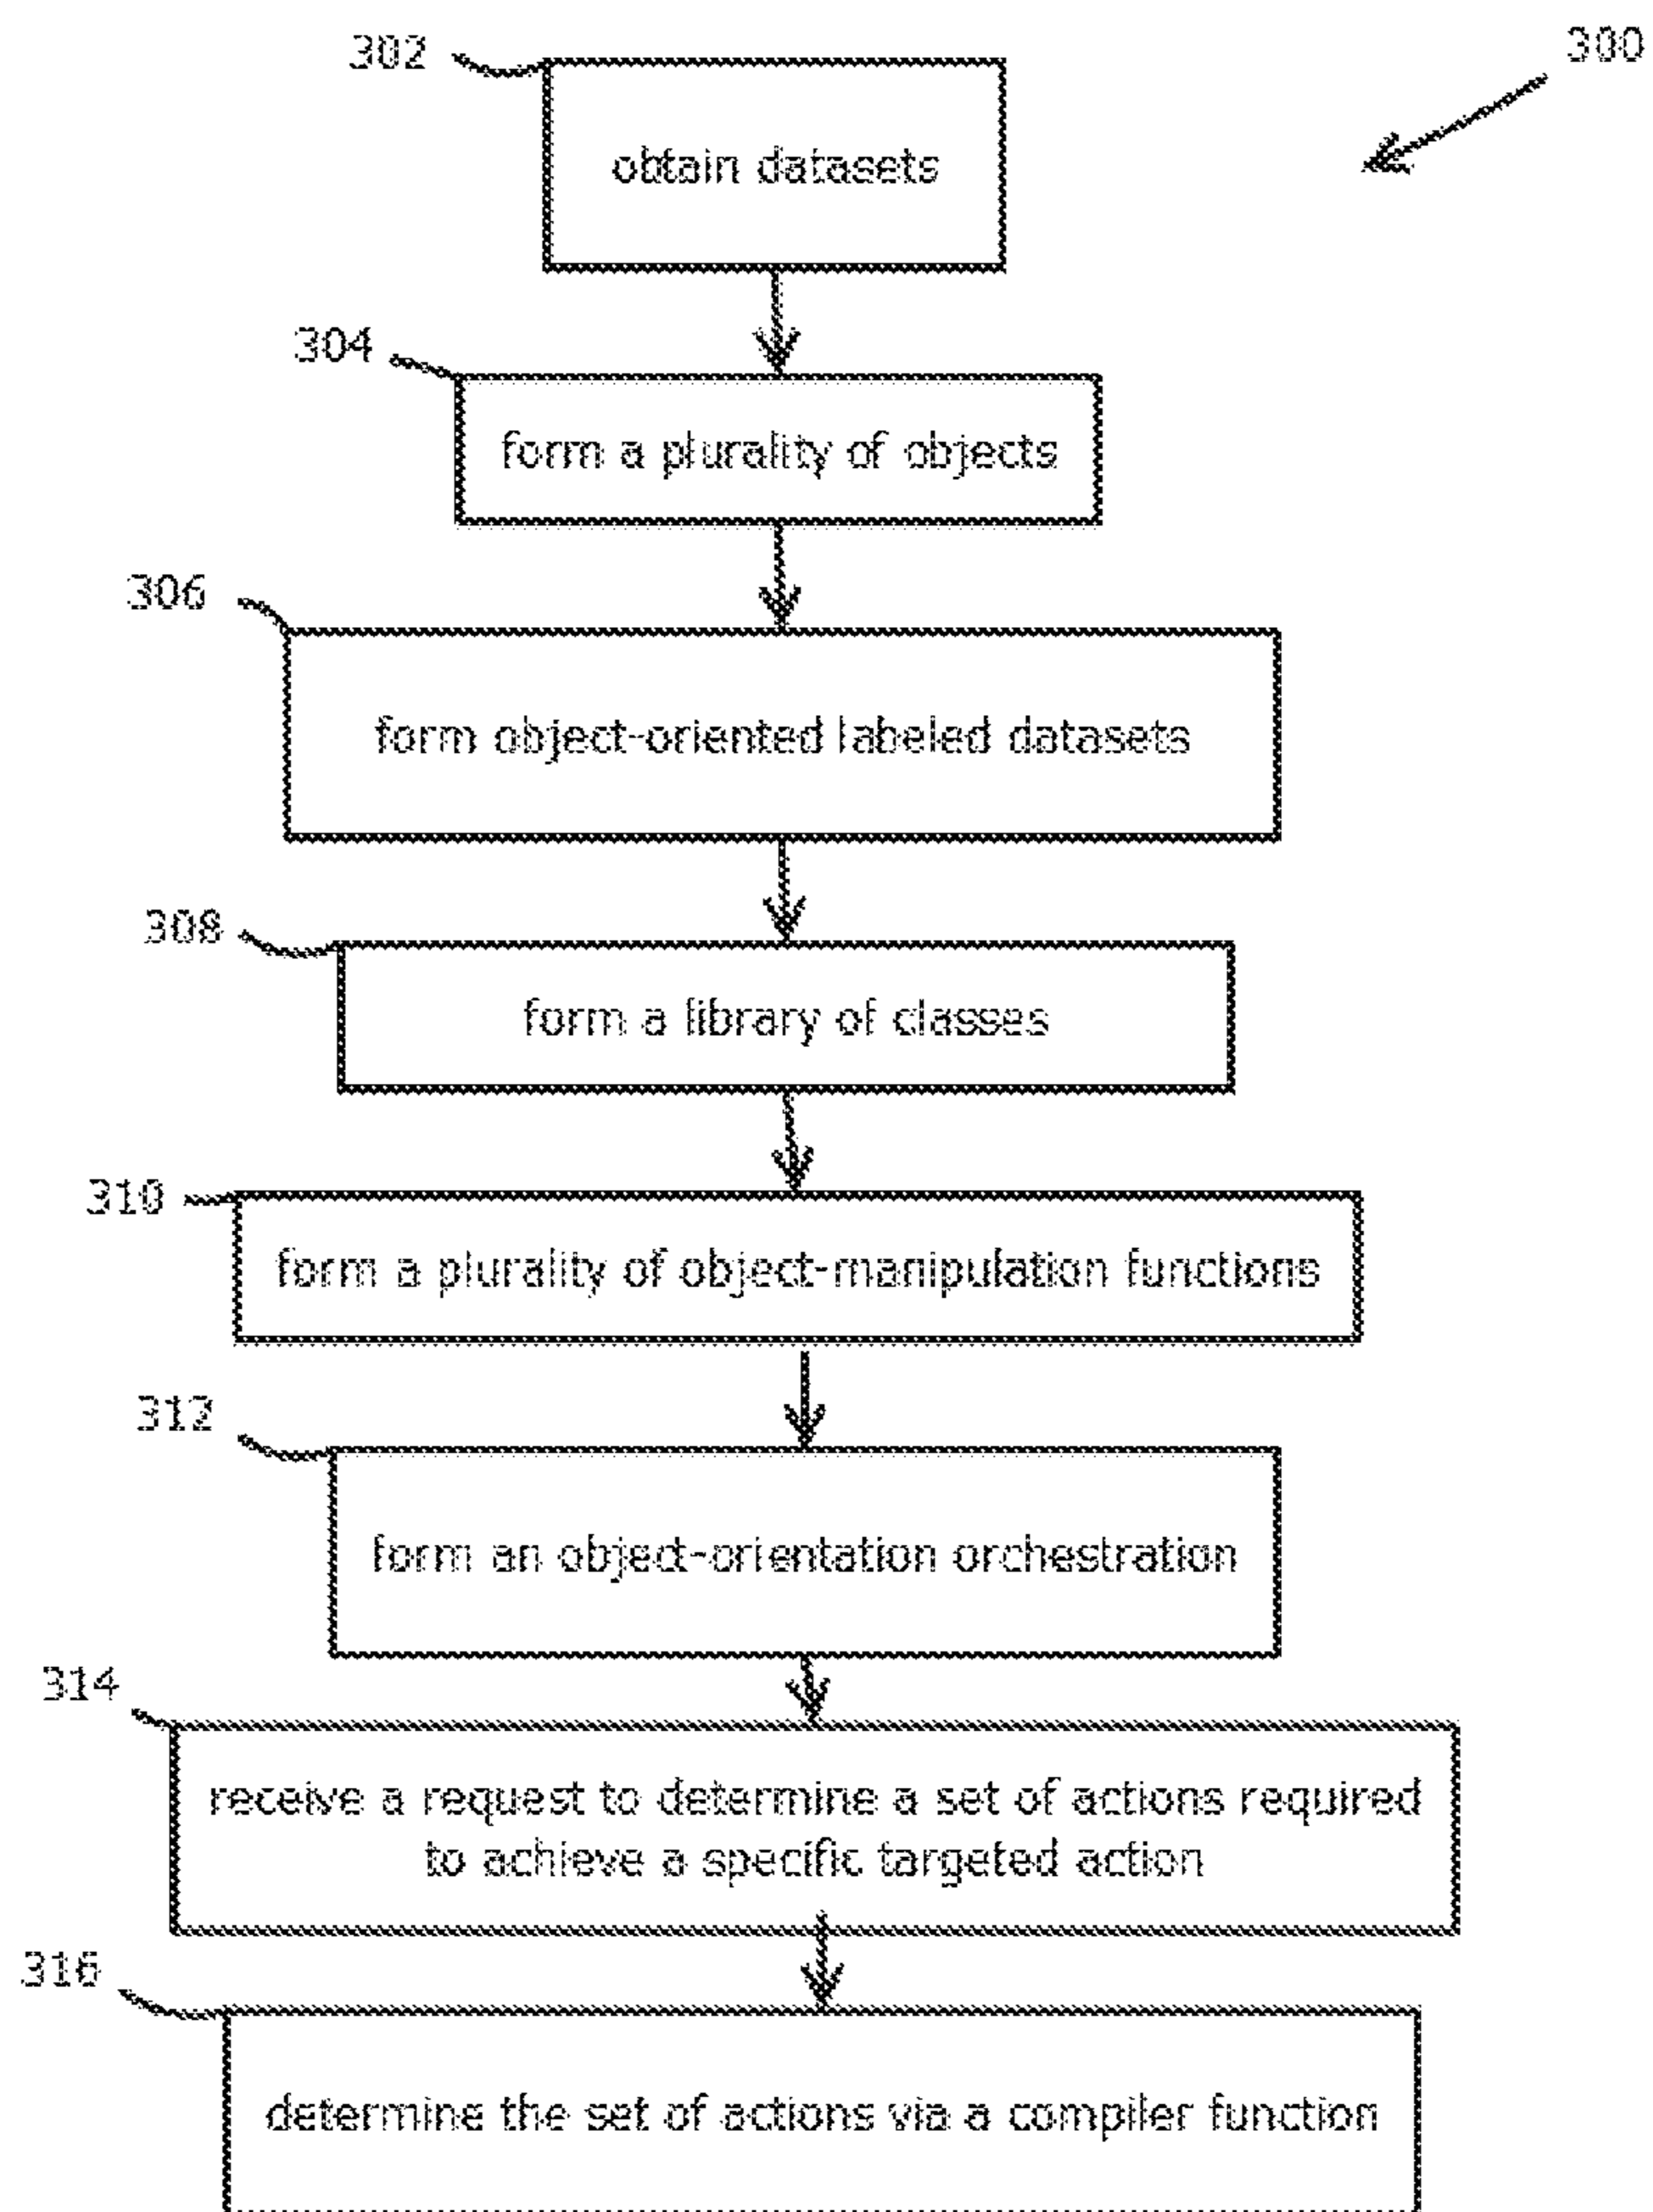 302
300
obtain datasets
304
form a plurality of objects
306
form object-oriented labeled datasets
308
form a library of classes
310
form a plurality of object-manipulation functions
312
form an object-orientation orchestration
314
receive a request to determine a set of actions required
to achieve a specific targeted action
316
determine the set of actions via a compiler function